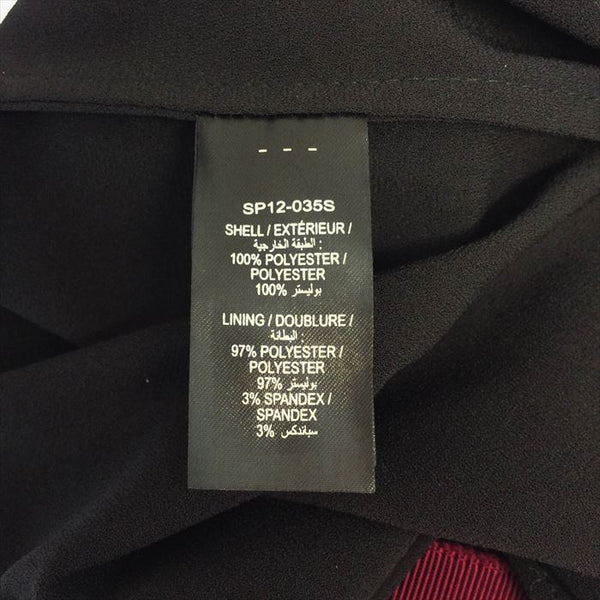 - - -
SP12-035S
SHELL / EXTÉRIEUR /
الطبقة الخارجية :
100% POLYESTER /
POLYESTER
100% بوليستر
LINING / DOUBLURE /
البطانة :
97% POLYESTER /
POLYESTER
97% بوليستر
3% SPANDEX /
SPANDEX
3% سباندكس